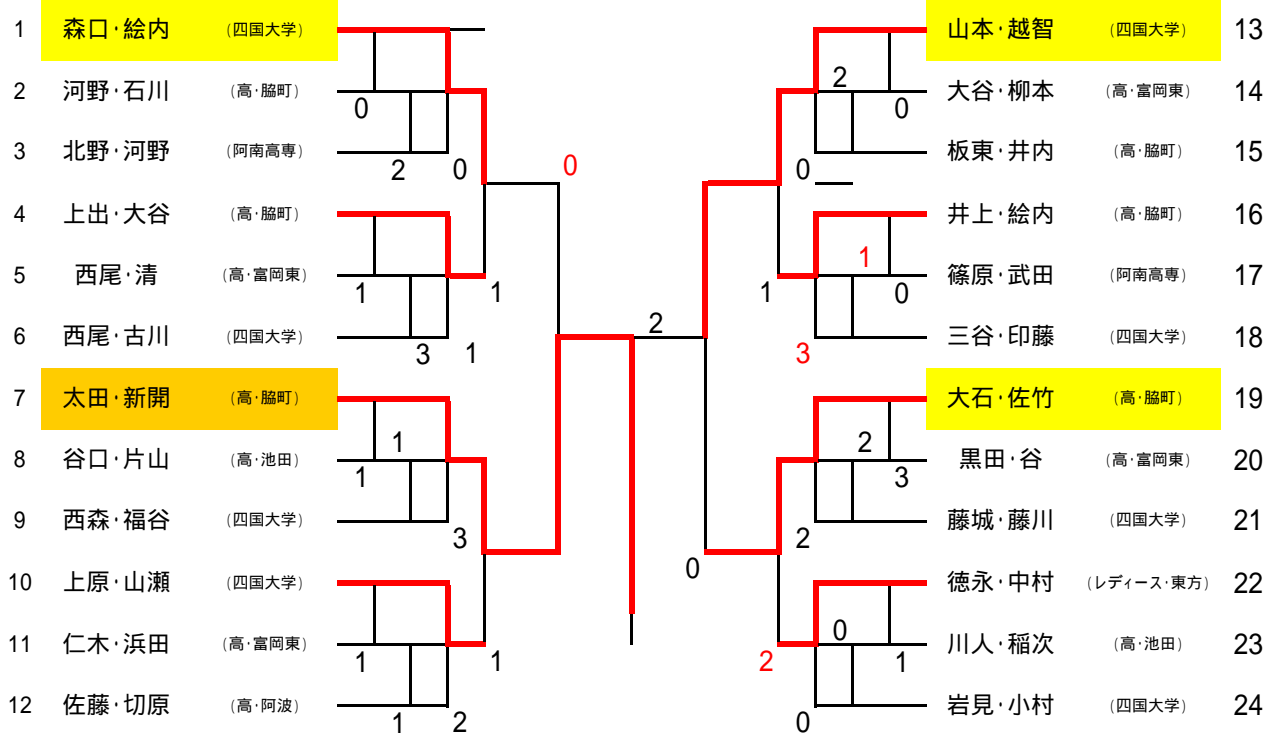 1 森口･絵内 (四国大学)
2 河野･石川 (高･脇町)
0
3 北野･河野 (阿南高専)
2 0
0
4 上出･大谷 (高･脇町)
5 西尾･清 (高･富岡東)
1 1
6 西尾･古川 (四国大学)
3 1
7 太田･新開 (高･脇町)
1
8 谷口･片山 (高･池田)
1
9 西森･福谷 (四国大学)
3
10 上原･山瀬 (四国大学)
11 仁木･浜田 (高･富岡東)
1 1
12 佐藤･切原 (高･阿波)
1 2
2
0
山本･越智 (四国大学) 13
2
大谷･柳本 (高･富岡東) 14
0
板東･井内 (高･脇町) 15
0
井上･絵内 (高･脇町) 16
1
篠原･武田 (阿南高専) 17
1 0
三谷･印藤 (四国大学) 18
3
大石･佐竹 (高･脇町) 19
2
黒田･谷 (高･富岡東) 20
3
藤城･藤川 (四国大学) 21
2
徳永･中村 (レディース･東方) 22
0
川人･稲次 (高･池田) 23
2 1
岩見･小村 (四国大学) 24
0